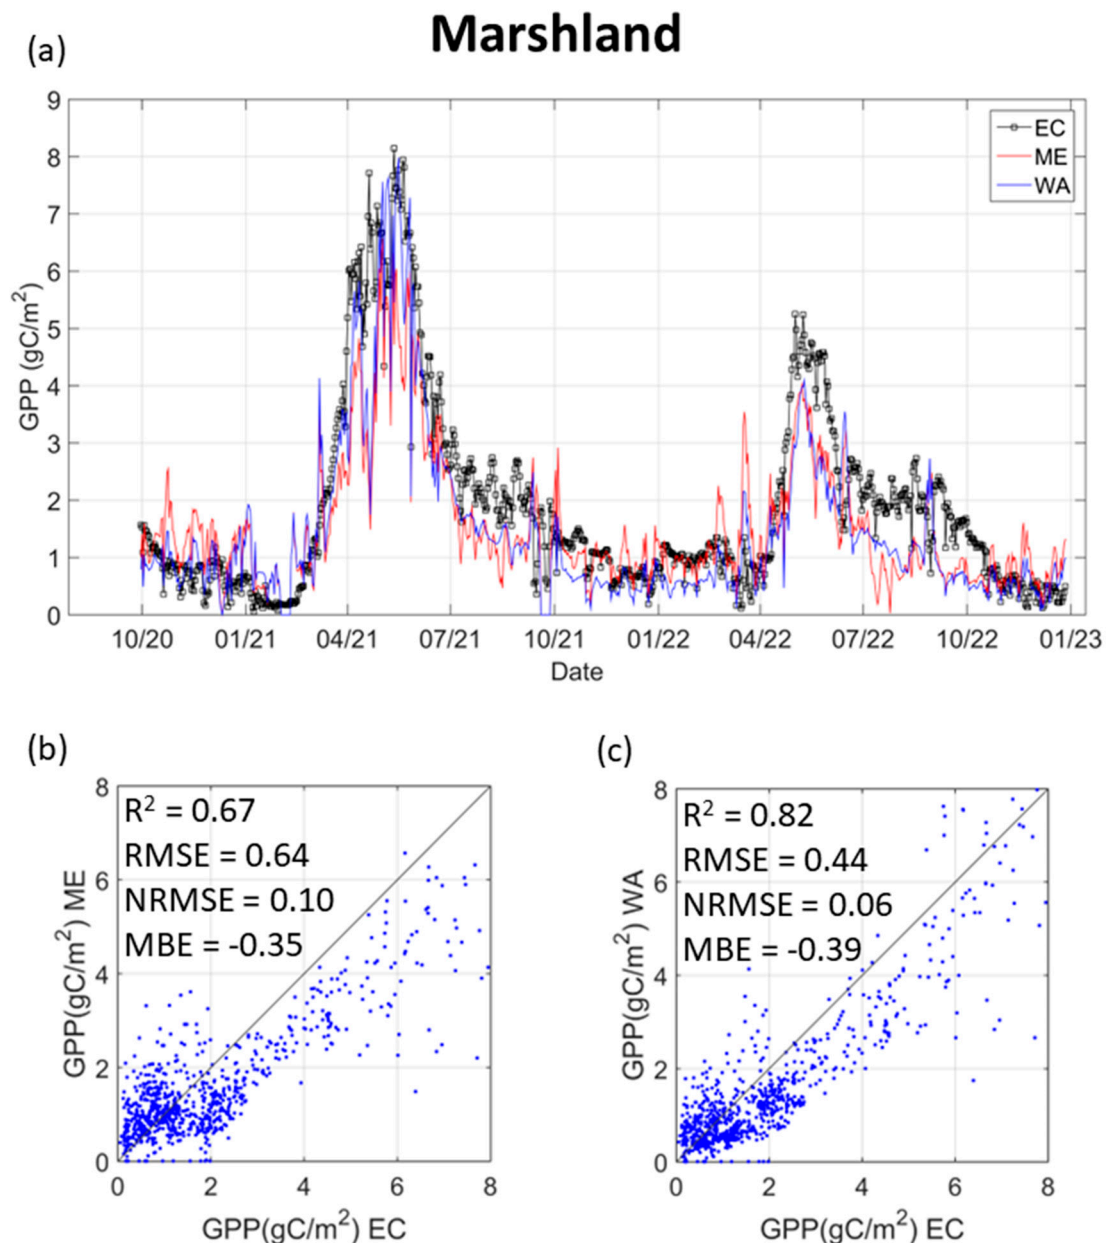 Marshland
(a)
9
8
7
6
5
4
3
2
1
0
GPP (gC/m²)
EC
ME
WA
10/20 01/21 04/21 07/21 10/21 01/22 04/22 07/22 10/22 01/23
Date
(b)
8
6
4
2
0
GPP(gC/m²) ME
R² = 0.67
RMSE = 0.64
NRMSE = 0.10
MBE = -0.35
0 2 4 6 8
GPP(gC/m²) EC
(c)
8
6
4
2
0
GPP(gC/m²) WA
R² = 0.82
RMSE = 0.44
NRMSE = 0.06
MBE = -0.39
0 2 4 6 8
GPP(gC/m²) EC